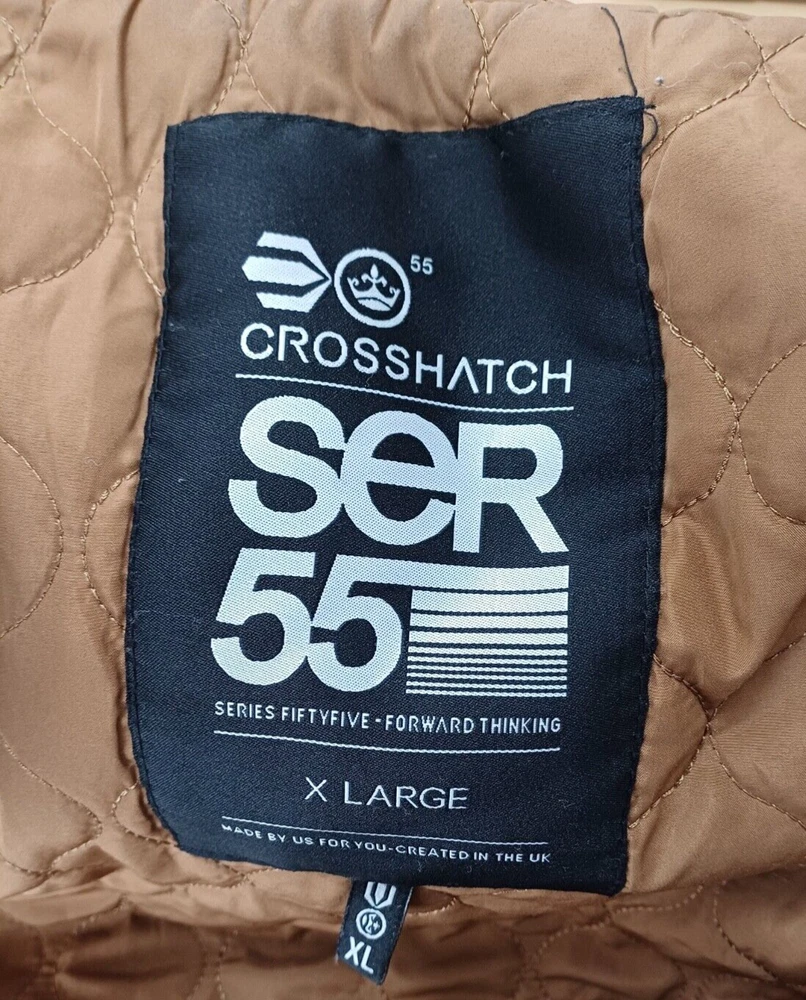 55
CROSSHATCH
SeR
55
SERIES FIFTYFIVE-FORWARD THINKING
X LARGE
MADE BY US FOR YOU-CREATED IN THE UK
XL